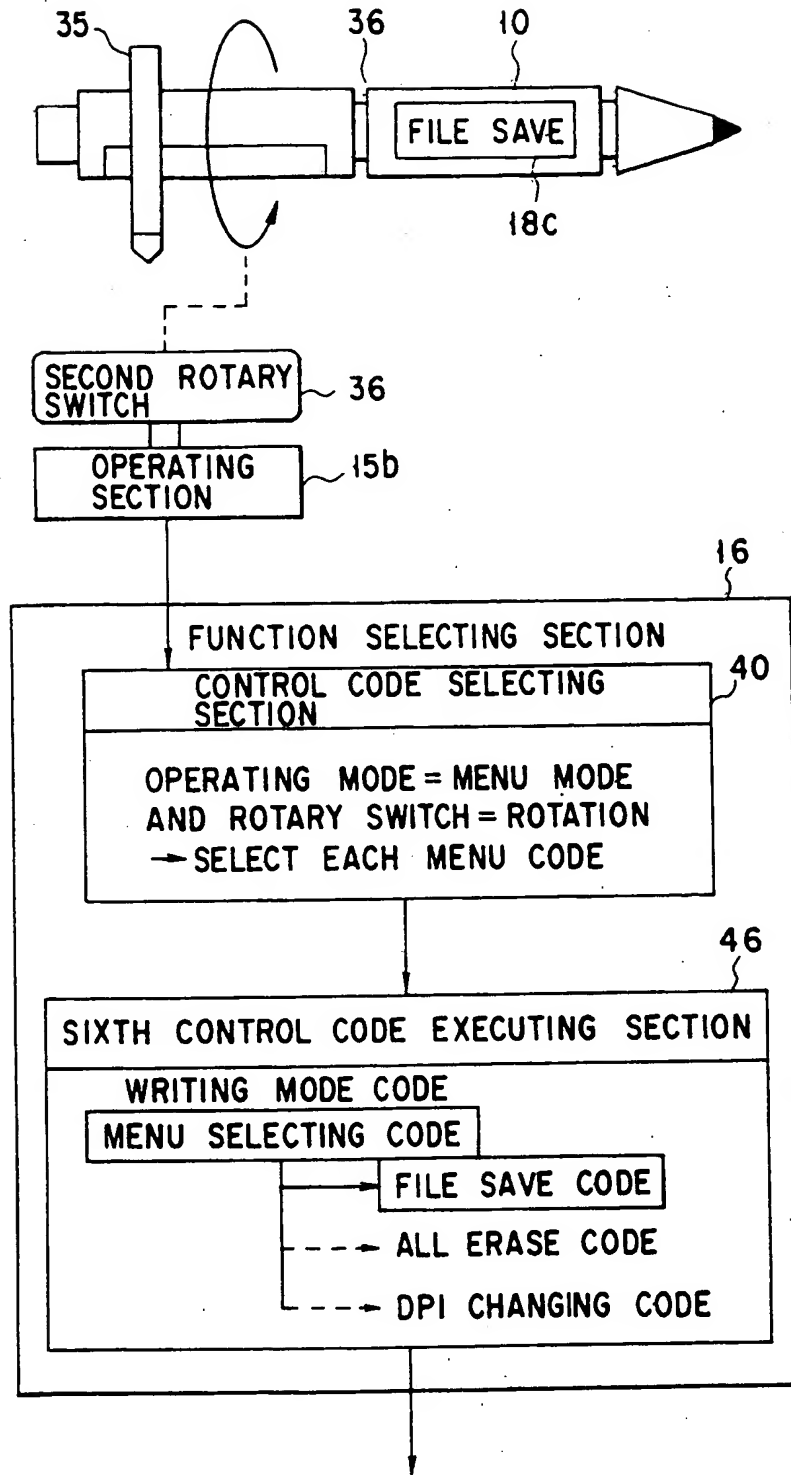 35
36
10
FILE SAVE
18c
SECOND ROTARY
SWITCH
36
OPERATING
SECTION
15b
16
FUNCTION SELECTING SECTION
CONTROL CODE SELECTING
SECTION
40
OPERATING MODE = MENU MODE
AND ROTARY SWITCH = ROTATION
→ SELECT EACH MENU CODE
46
SIXTH CONTROL CODE EXECUTING SECTION
WRITING MODE CODE
MENU SELECTING CODE
FILE SAVE CODE
ALL ERASE CODE
DPI CHANGING CODE